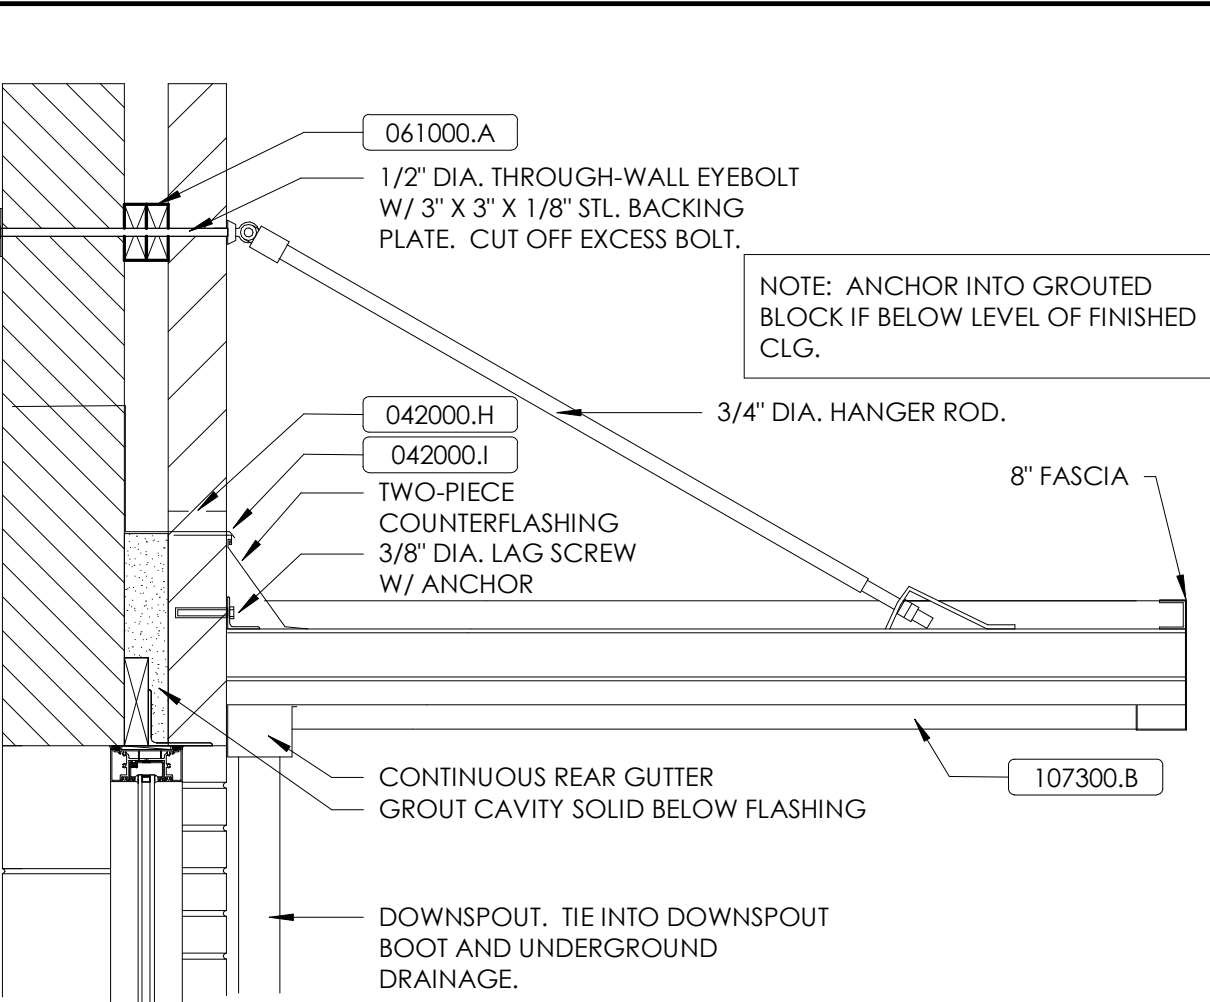 061000.A
1/2" DIA. THROUGH-WALL EYEBOLT
W/ 3" X 3" X 1/8" STL. BACKING
PLATE. CUT OFF EXCESS BOLT.
NOTE: ANCHOR INTO GROUTED
BLOCK IF BELOW LEVEL OF FINISHED
CLG.
042000.H
3/4" DIA. HANGER ROD.
042000.I
8" FASCIA
TWO-PIECE
COUNTERFLASHING
3/8" DIA. LAG SCREW
W/ ANCHOR
CONTINUOUS REAR GUTTER
107300.B
GROUT CAVITY SOLID BELOW FLASHING
DOWNSPOUT. TIE INTO DOWNSPOUT
BOOT AND UNDERGROUND
DRAINAGE.